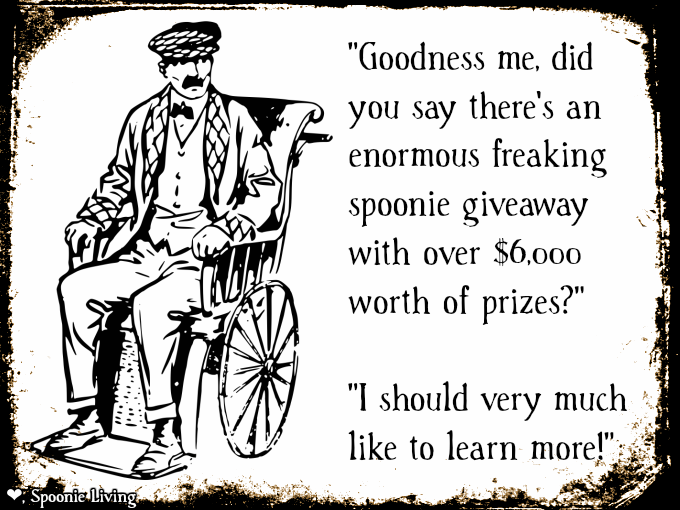 "Goodness me, did
you say there's an
enormous freaking
spoonie giveaway
with over $6,000
worth of prizes?"
"I should very much
like to learn more!"
❤, Spoonie Living